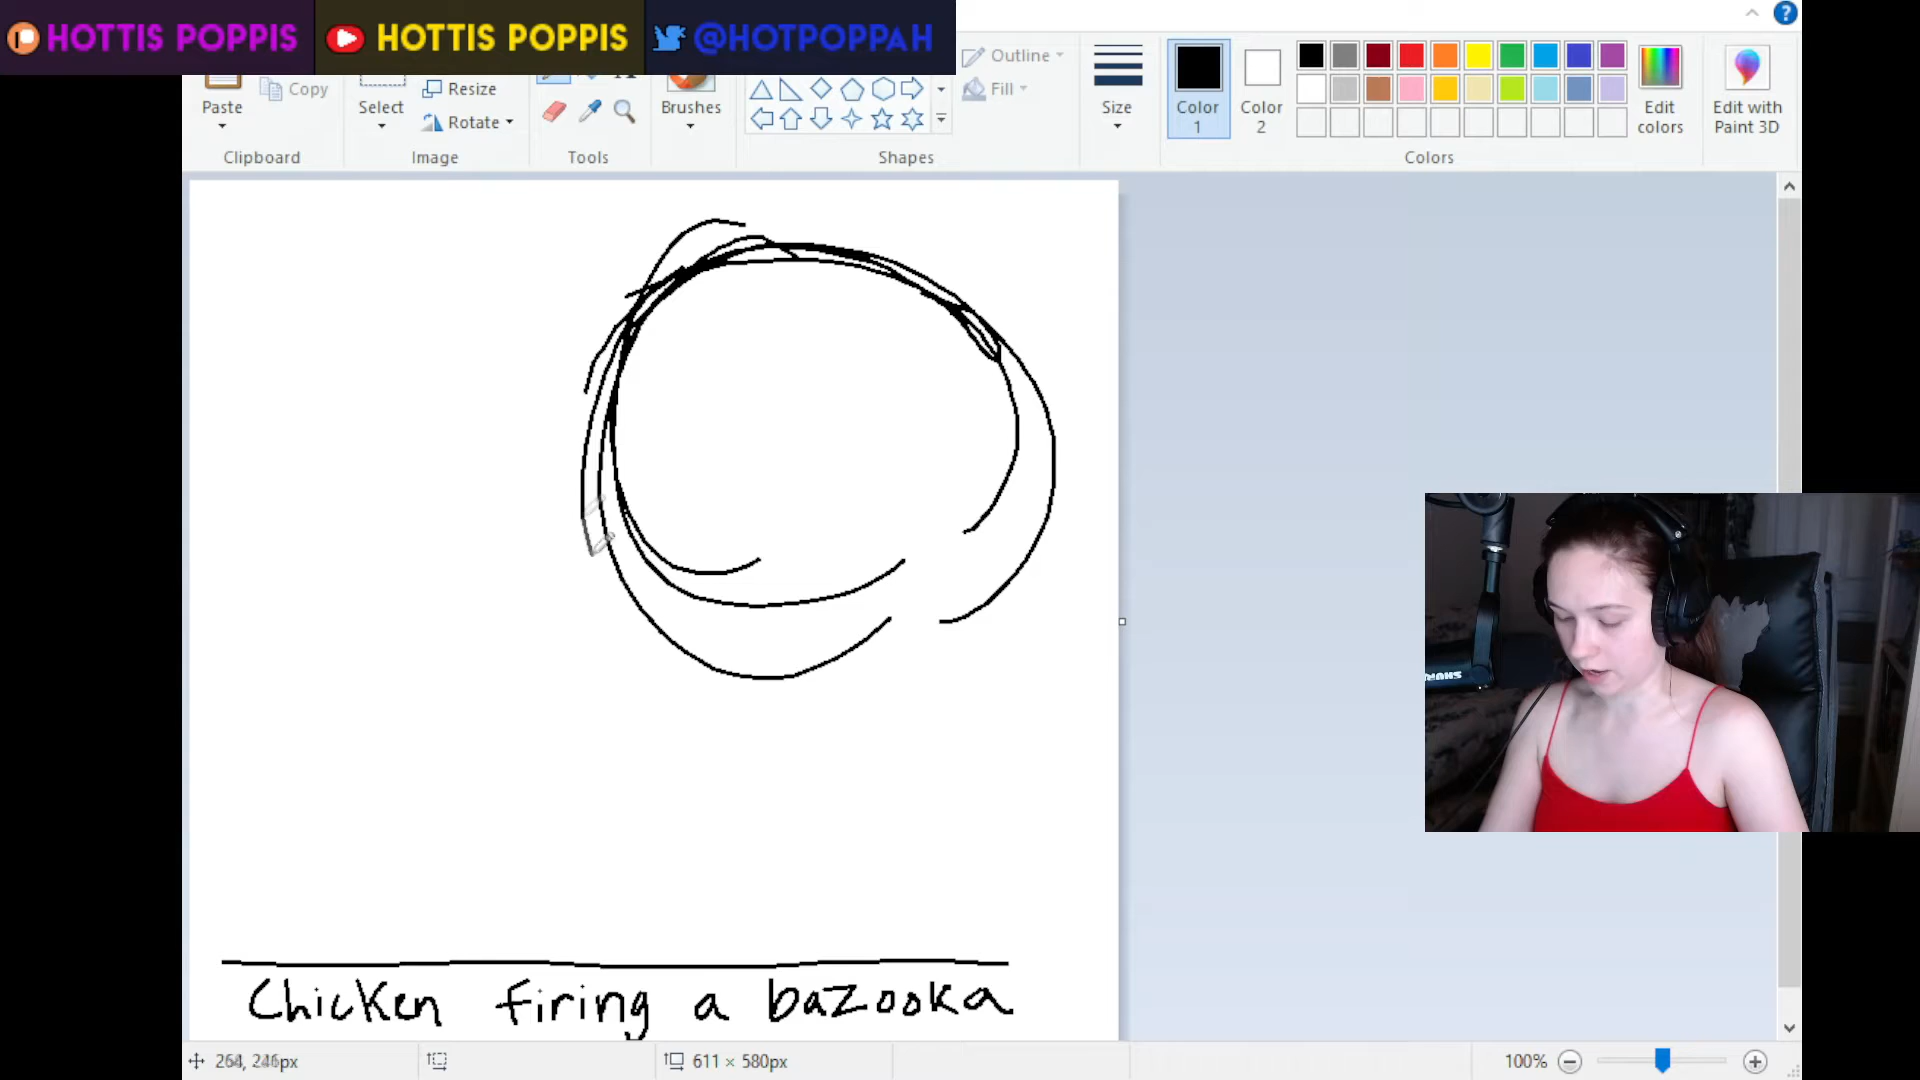 HOTTIS POPPIS HOTTIS POPPIS @HOTPOPPAH
Outline
Copy Resize Fill
Paste Select Rotate Brushes Size Color 1 Color 2 Edit colors Edit with Paint 3D
Clipboard Image Tools Shapes Colors
Chicken firing a bazooka
264, 246px 611 × 580px 100%